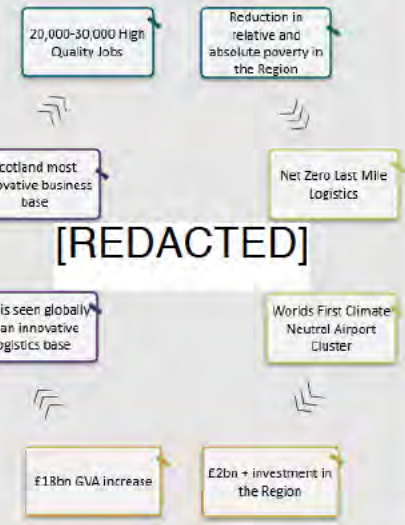 20,000-30,000 High
Quality Jobs
Reduction in
relative and
absolute poverty in
the Region
cotland most
ovative business
base
Net Zero Last Mile
Logistics
[REDACTED]
is seen globally
an innovative
ogistics base
Worlds First Climate
Neutral Airport
Cluster
£18bn GVA increase
£2bn + investment in
the Region